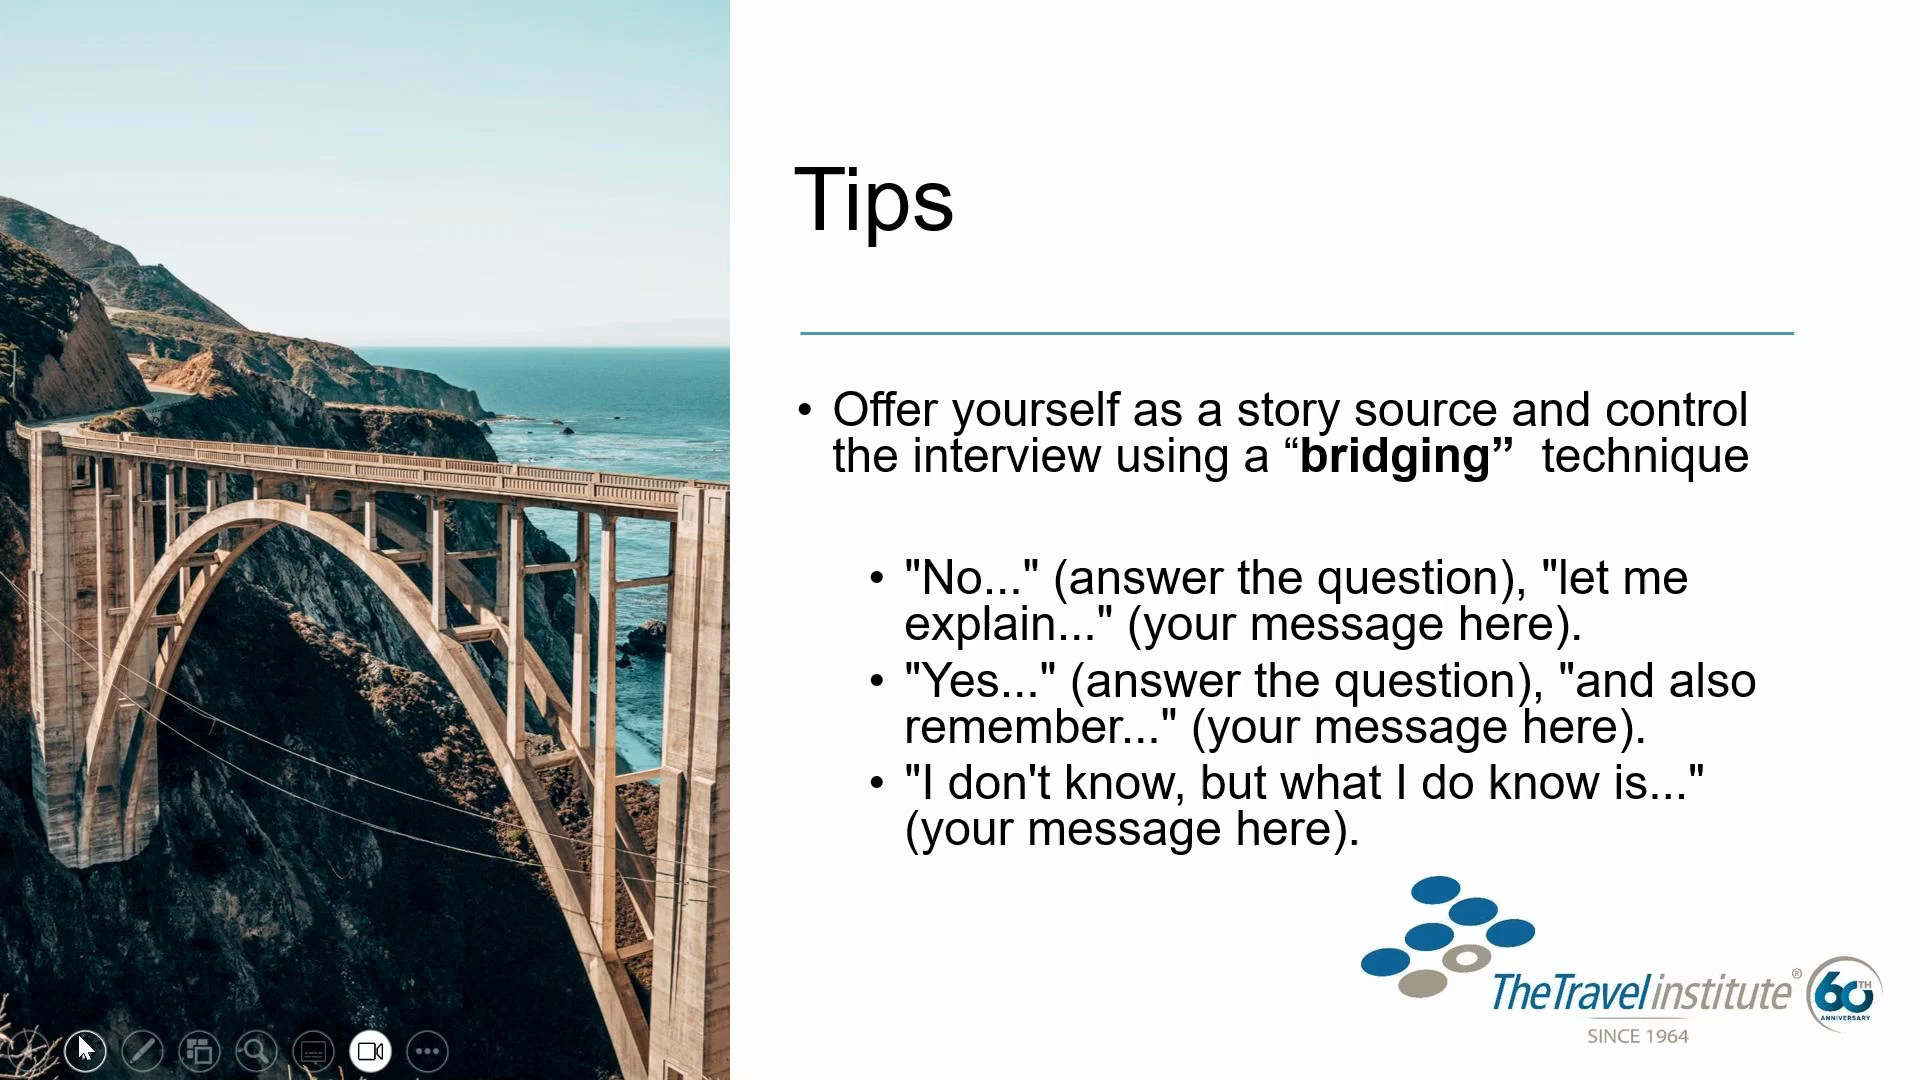 Tips
• Offer yourself as a story source and control
the interview using a “bridging” technique
• "No..." (answer the question), "let me
explain..." (your message here).
• "Yes..." (answer the question), "and also
remember..." (your message here).
• "I don't know, but what I do know is..."
(your message here).
TheTravelinstitute®
SINCE 1964
60TH
ANNIVERSARY